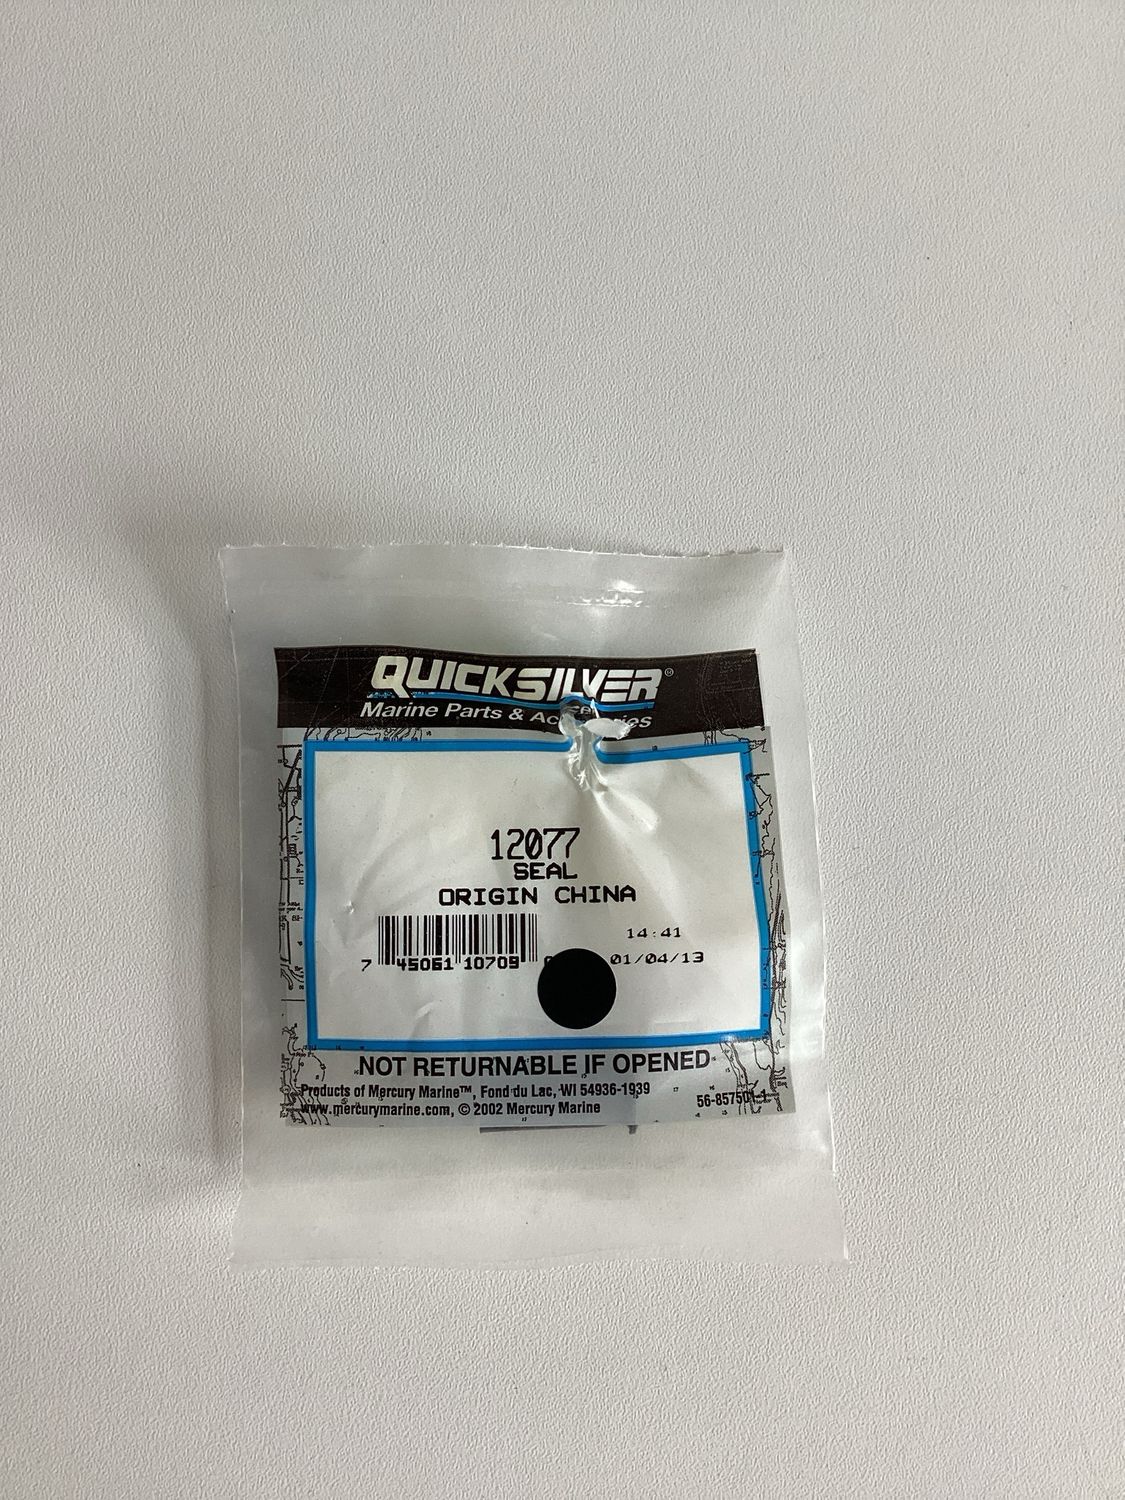 QUICKSILVER®
Marine Parts &
12077
SEAL
ORIGIN CHINA
14:41
7 45061 10709
01/04/13
NOT RETURNABLE IF OPENED
Products of Mercury Marine™, Fond du Lac, WI 54936-1939
www.mercurymarine.com, © 2002 Mercury Marine